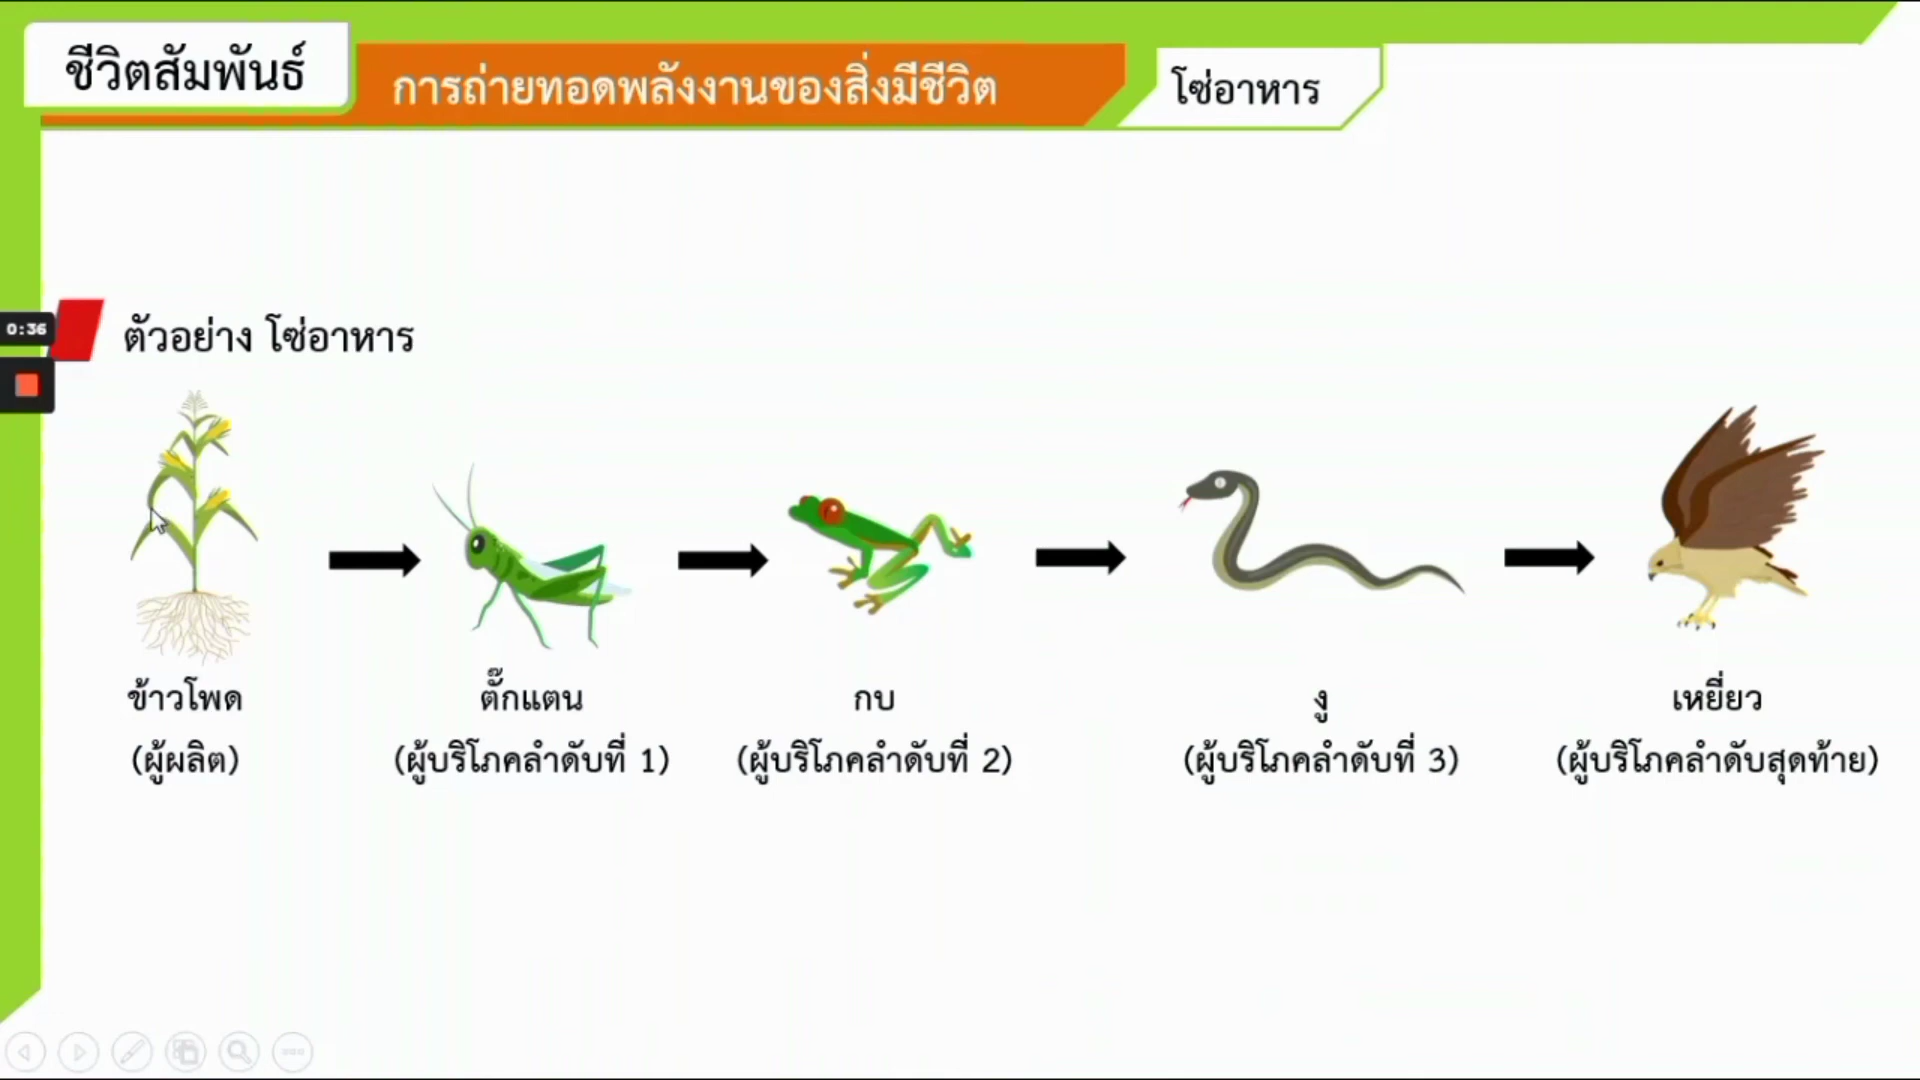 ชีวิตสัมพันธ์
การถ่ายทอดพลังงานของสิ่งมีชีวิต
โซ่อาหาร
0:36
ตัวอย่าง โซ่อาหาร
ข้าวโพด
(ผู้ผลิต)
ตั๊กแตน
(ผู้บริโภคลำดับที่ 1)
กบ
(ผู้บริโภคลำดับที่ 2)
งู
(ผู้บริโภคลำดับที่ 3)
เหยี่ยว
(ผู้บริโภคลำดับสุดท้าย)